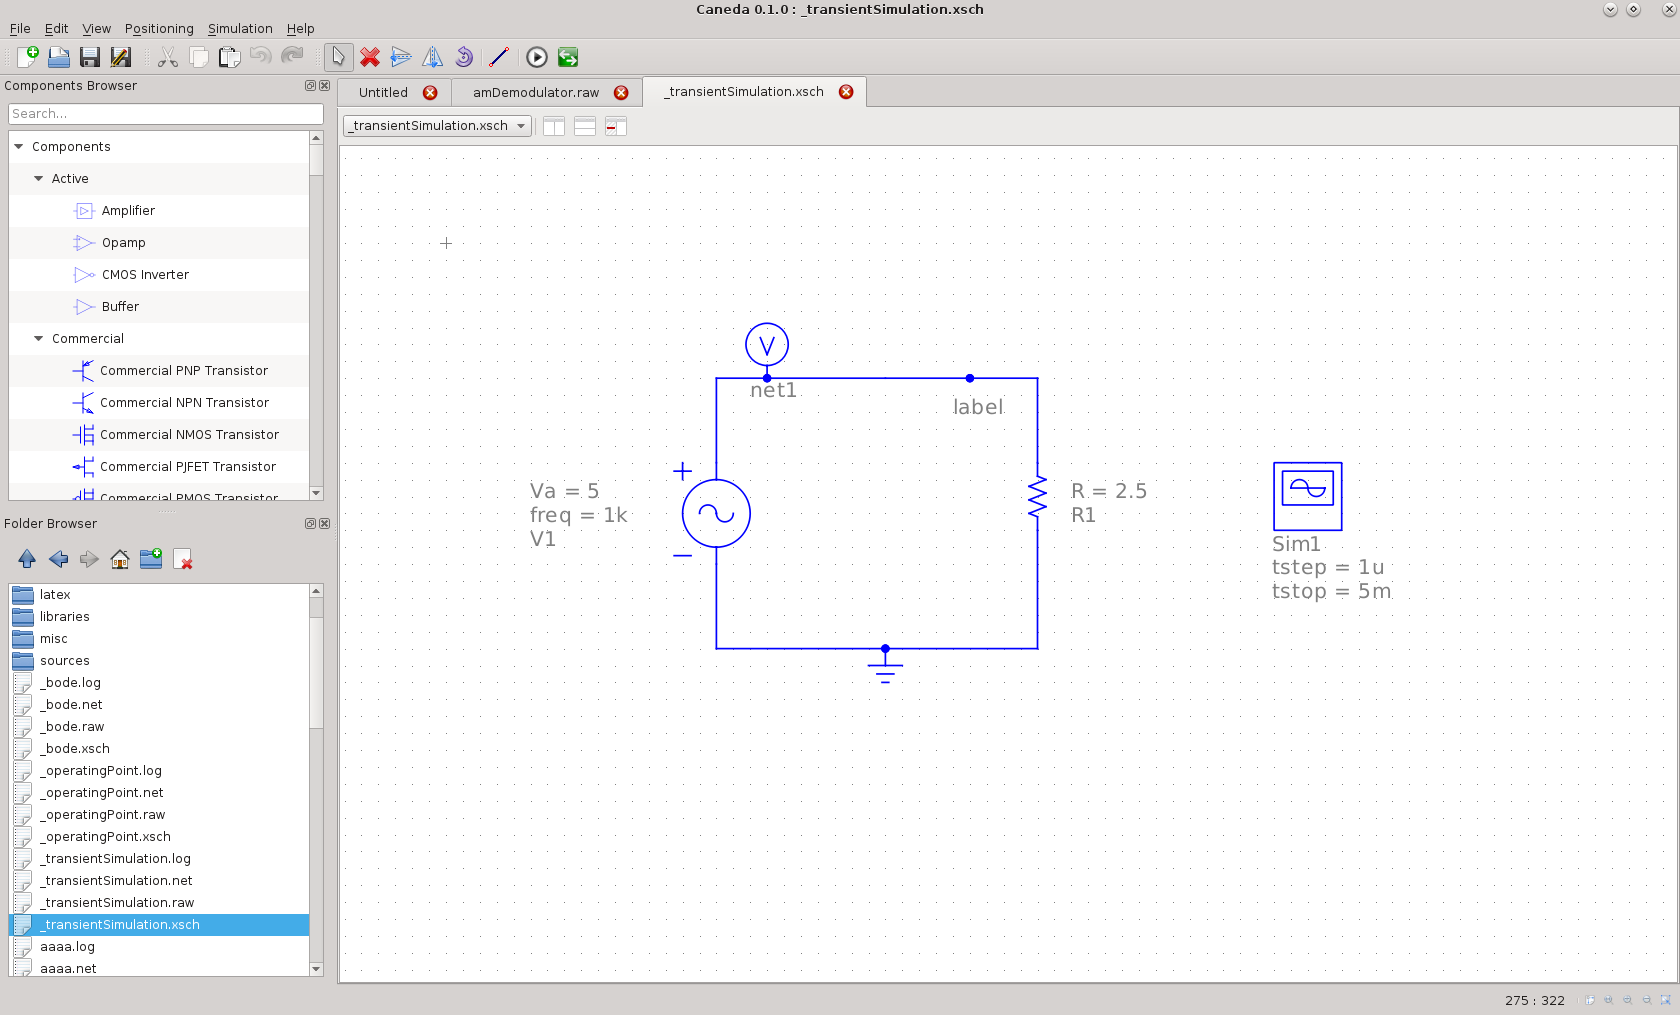 Caneda 0.1.0 : _transientSimulation.xsch
File Edit View Positioning Simulation Help
Components Browser
Search...
Components
Active
Amplifier
Opamp
CMOS Inverter
Buffer
Commercial
Commercial PNP Transistor
Commercial NPN Transistor
Commercial NMOS Transistor
Commercial PJFET Transistor
Commercial PMOS Transistor
Folder Browser
latex
libraries
misc
sources
_bode.log
_bode.net
_bode.raw
_bode.xsch
_operatingPoint.log
_operatingPoint.net
_operatingPoint.raw
_operatingPoint.xsch
_transientSimulation.log
_transientSimulation.net
_transientSimulation.raw
_transientSimulation.xsch
aaaa.log
aaaa.net
Untitled amDemodulator.raw _transientSimulation.xsch
_transientSimulation.xsch
V
net1
label
+
Va = 5
freq = 1k
V1
−
R = 2.5
R1
Sim1
tstep = 1u
tstop = 5m
275 : 322